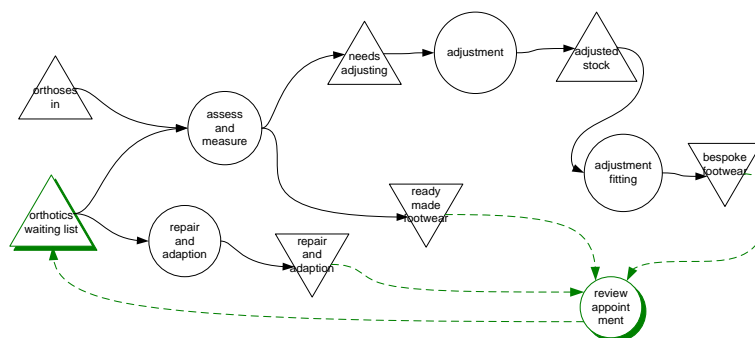 needs
adjusting
adjustment
adjusted
stock
orthoses
in
assess
and
measure
adjustment
fitting
bespoke
footwear
ready
made
footwear
orthotics
waiting list
repair
and
adaption
repair
and
adaption
review
appoint
ment